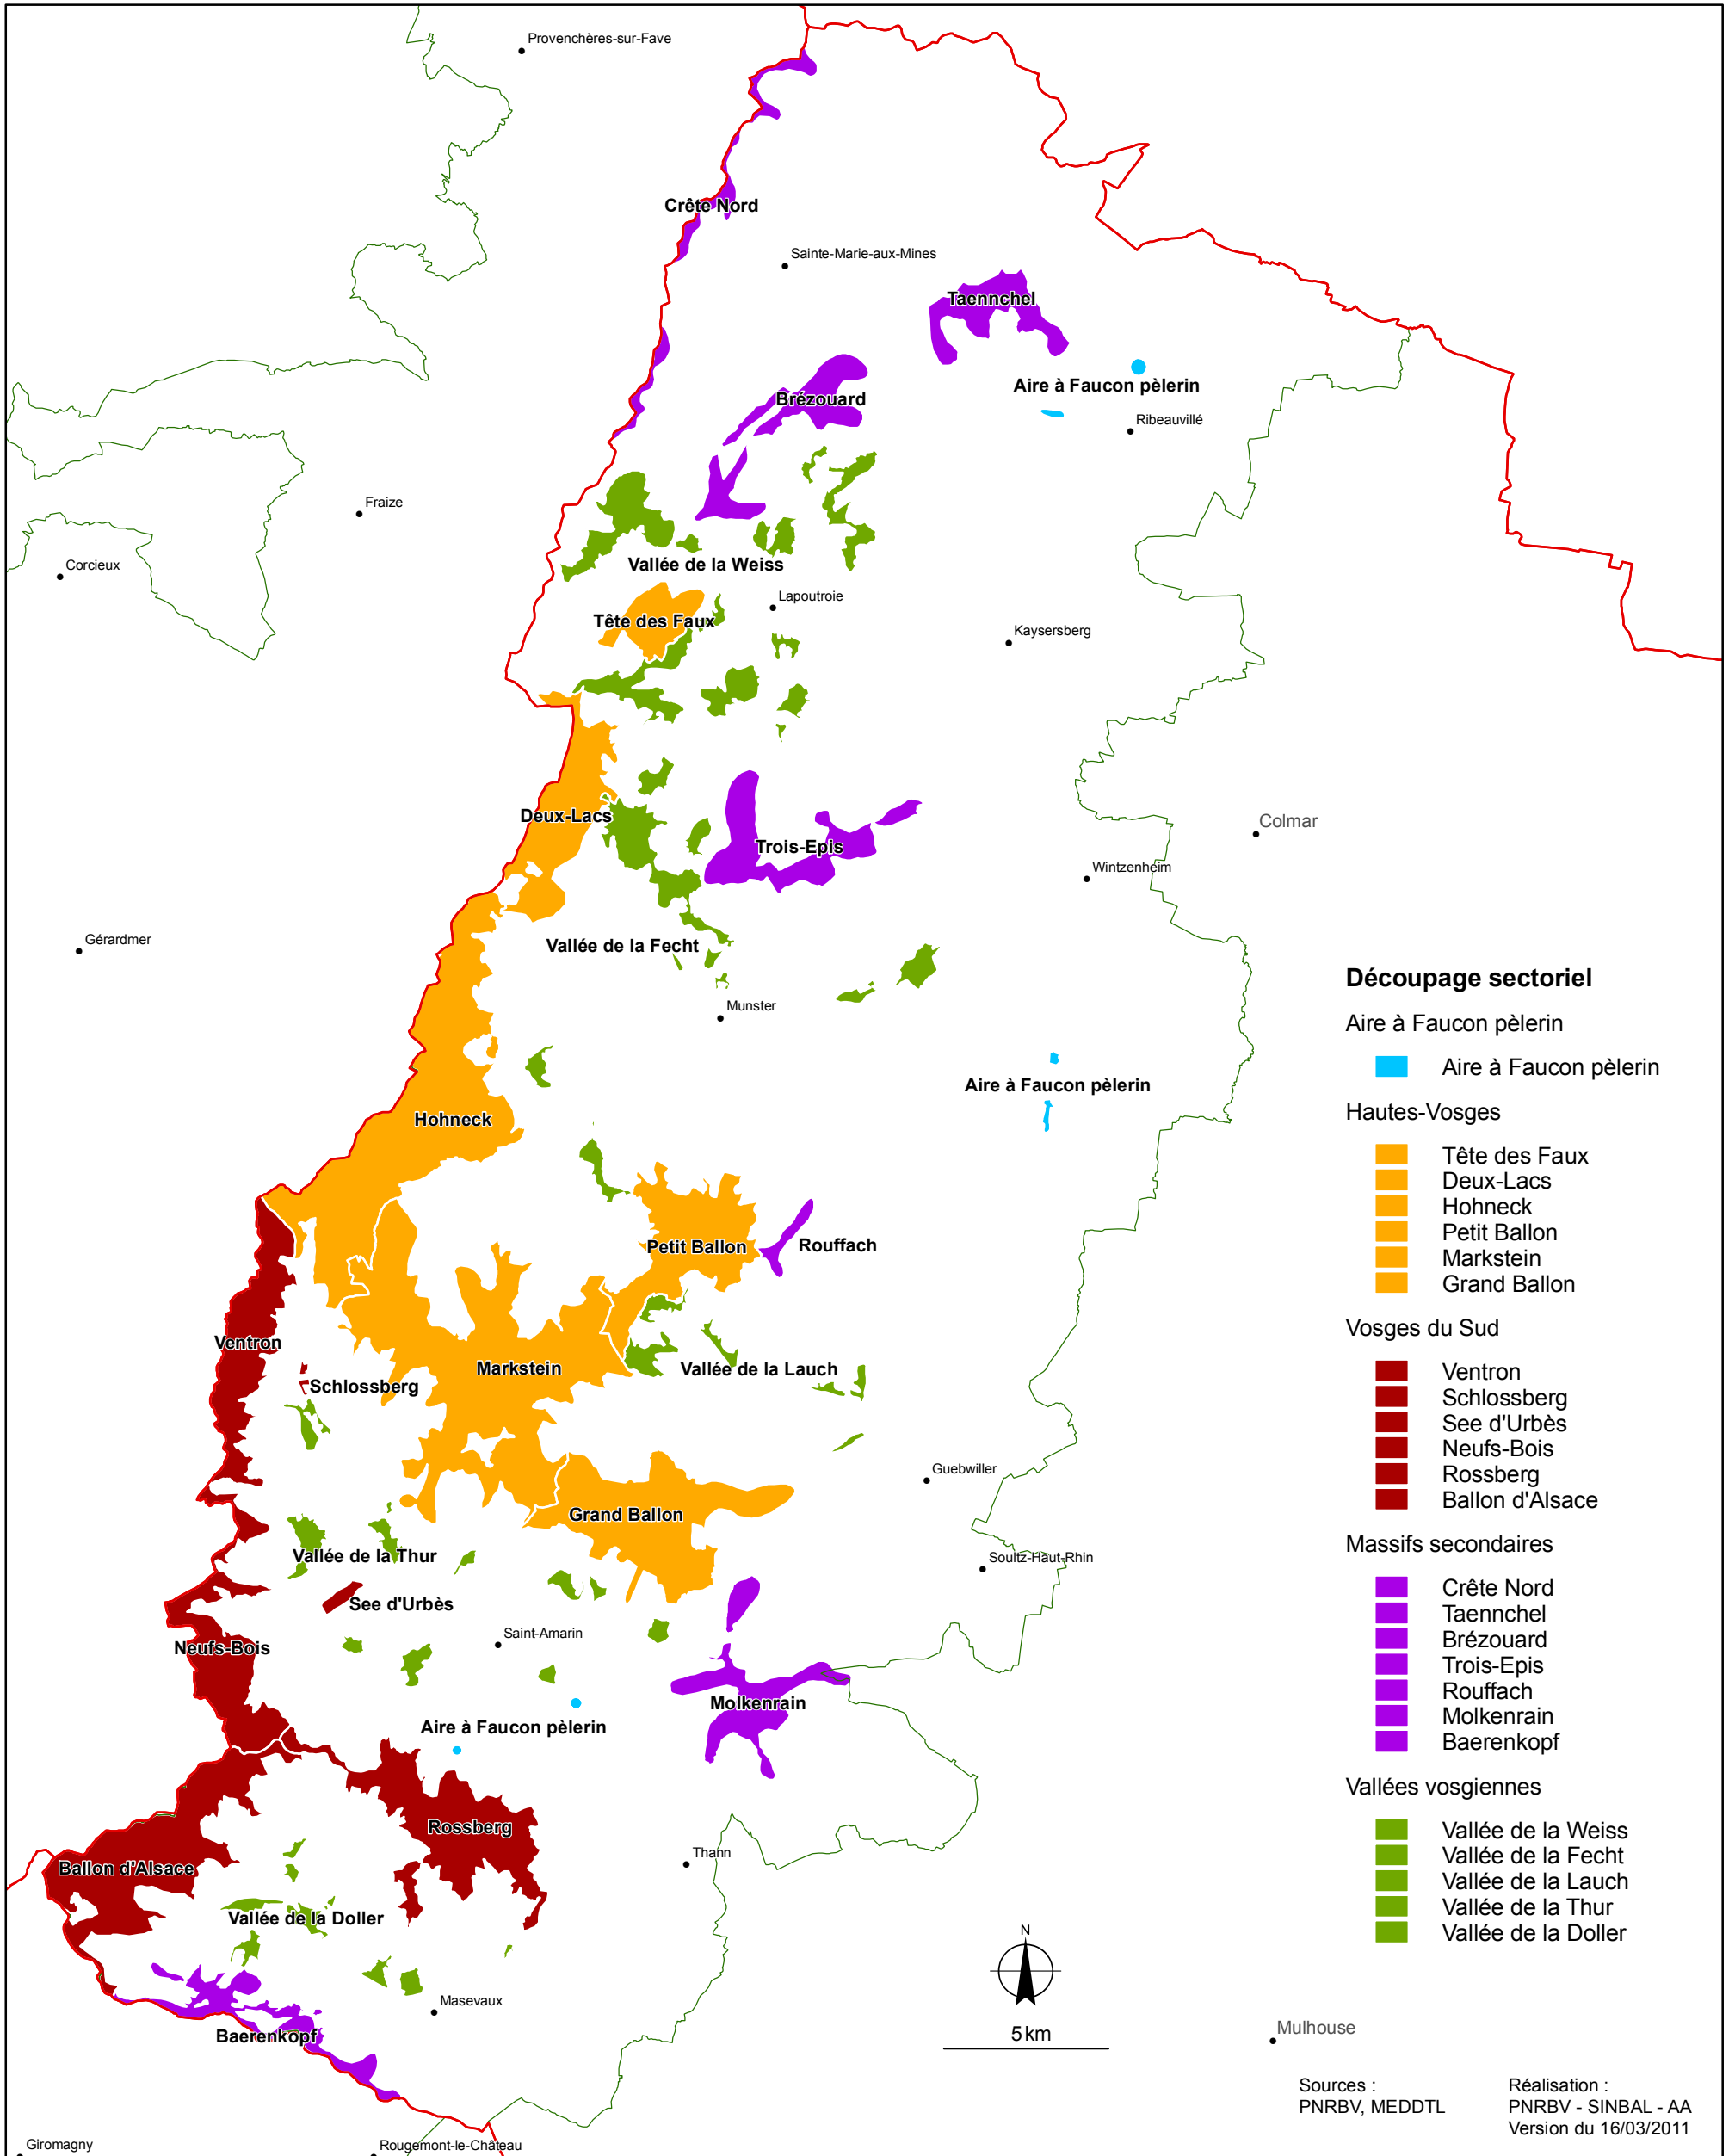 Provenchères-sur-Fave
Crête Nord
Sainte-Marie-aux-Mines
Taennchel
Aire à Faucon pèlerin
Brézouard
Ribeauvillé
Fraize
Corcieux
Vallée de la Weiss
Lapoutroie
Tête des Faux
Kaysersberg
Deux-Lacs
Colmar
Trois-Epis
Wintzenheim
Gérardmer
Vallée de la Fecht
Munster
Aire à Faucon pèlerin
Hohneck
Petit Ballon
Rouffach
Ventron
Markstein
Vallée de la Lauch
Schlossberg
Guebwiller
Grand Ballon
Vallée de la Thur
Soultz-Haut-Rhin
See d'Urbès
Saint-Amarin
Neufs-Bois
Molkenrain
Aire à Faucon pèlerin
Rossberg
Thann
Ballon d'Alsace
Vallée de la Doller
Masevaux
Baerenkopf
Giromagny
Rougemont-le-Château
Mulhouse
N
5 km
Découpage sectoriel
Aire à Faucon pèlerin
Aire à Faucon pèlerin
Hautes-Vosges
Tête des Faux
Deux-Lacs
Hohneck
Petit Ballon
Markstein
Grand Ballon
Vosges du Sud
Ventron
Schlossberg
See d'Urbès
Neufs-Bois
Rossberg
Ballon d'Alsace
Massifs secondaires
Crête Nord
Taennchel
Brézouard
Trois-Epis
Rouffach
Molkenrain
Baerenkopf
Vallées vosgiennes
Vallée de la Weiss
Vallée de la Fecht
Vallée de la Lauch
Vallée de la Thur
Vallée de la Doller
Sources :
PNRBV, MEDDTL
Réalisation :
PNRBV - SINBAL - AA
Version du 16/03/2011